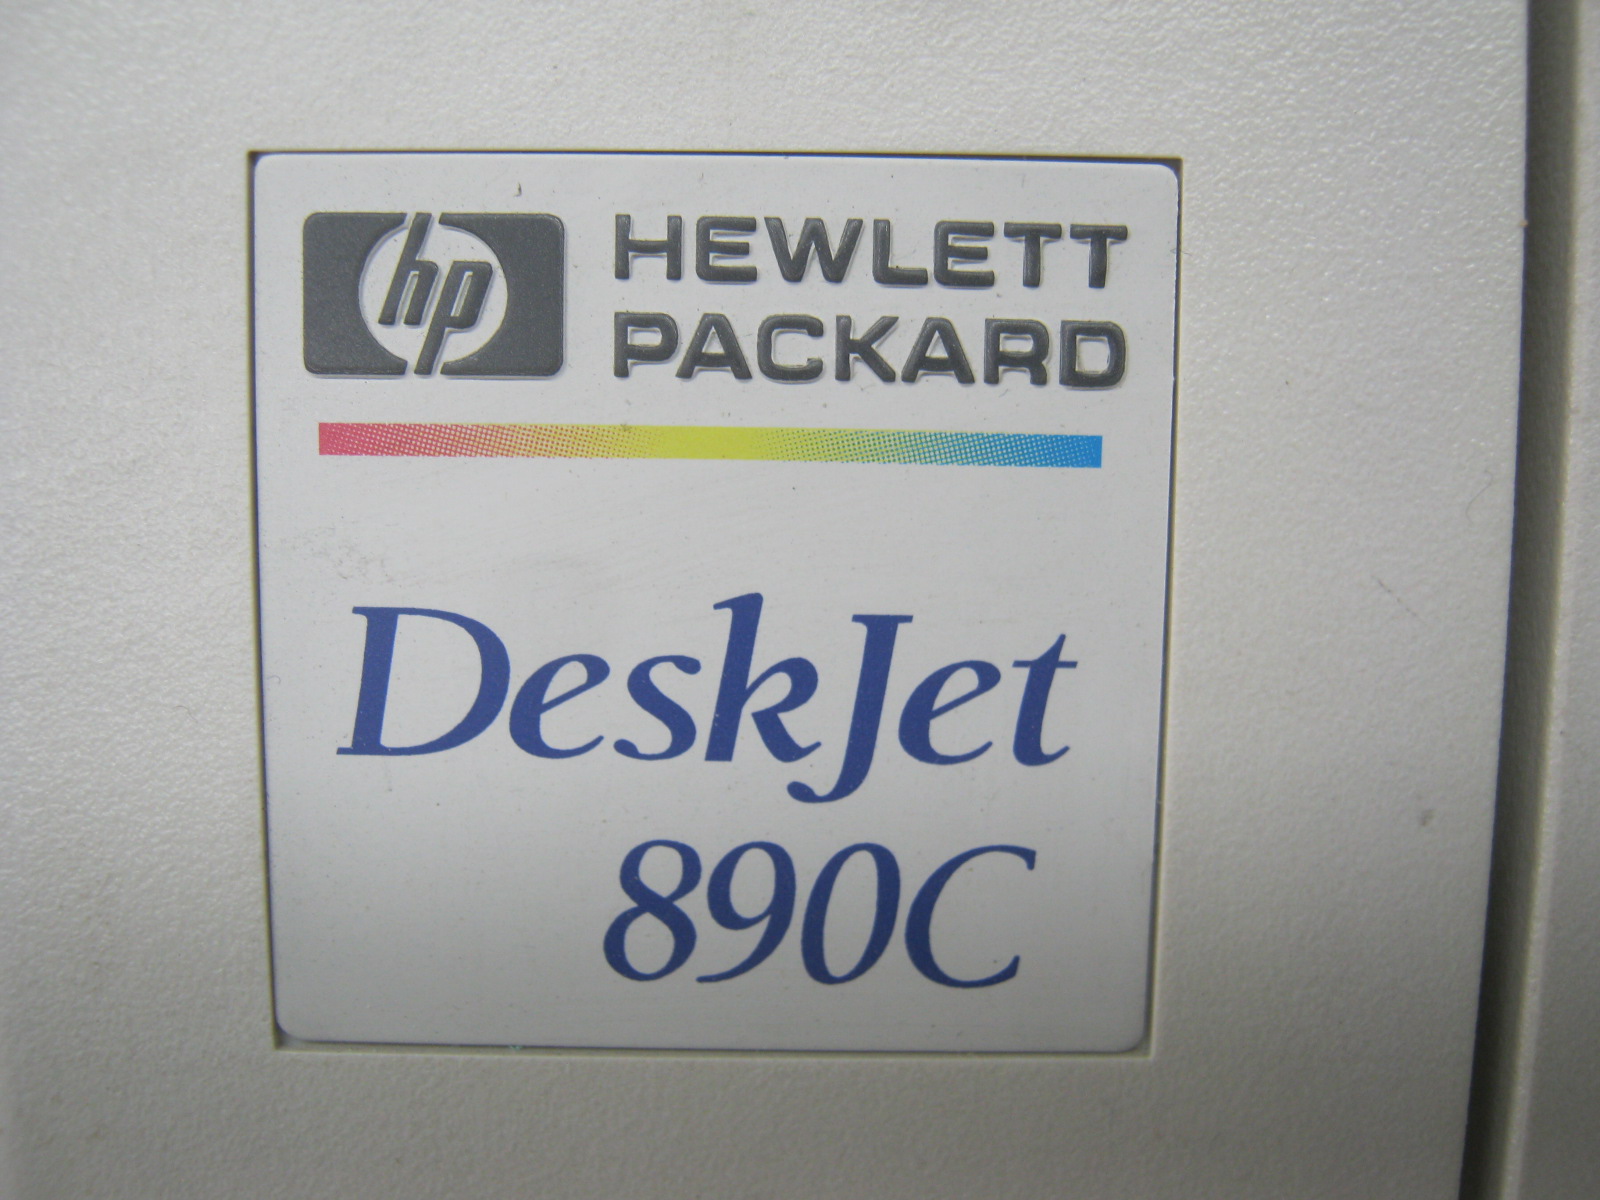 hp HEWLETT
PACKARD
DeskJet
890C